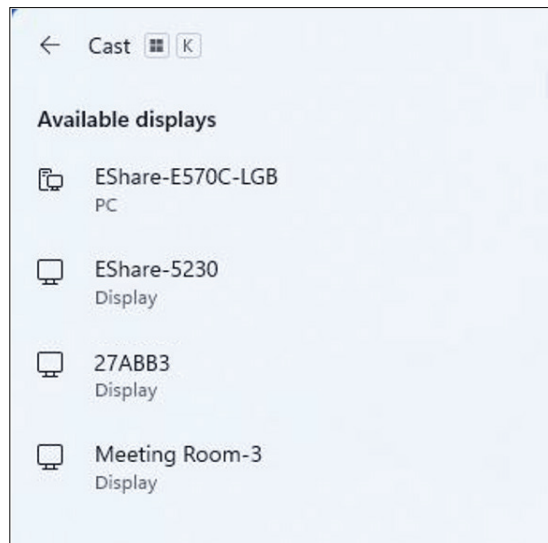 Cast K
Available displays
EShare-E570C-LGB
PC
EShare-5230
Display
27ABB3
Display
Meeting Room-3
Display